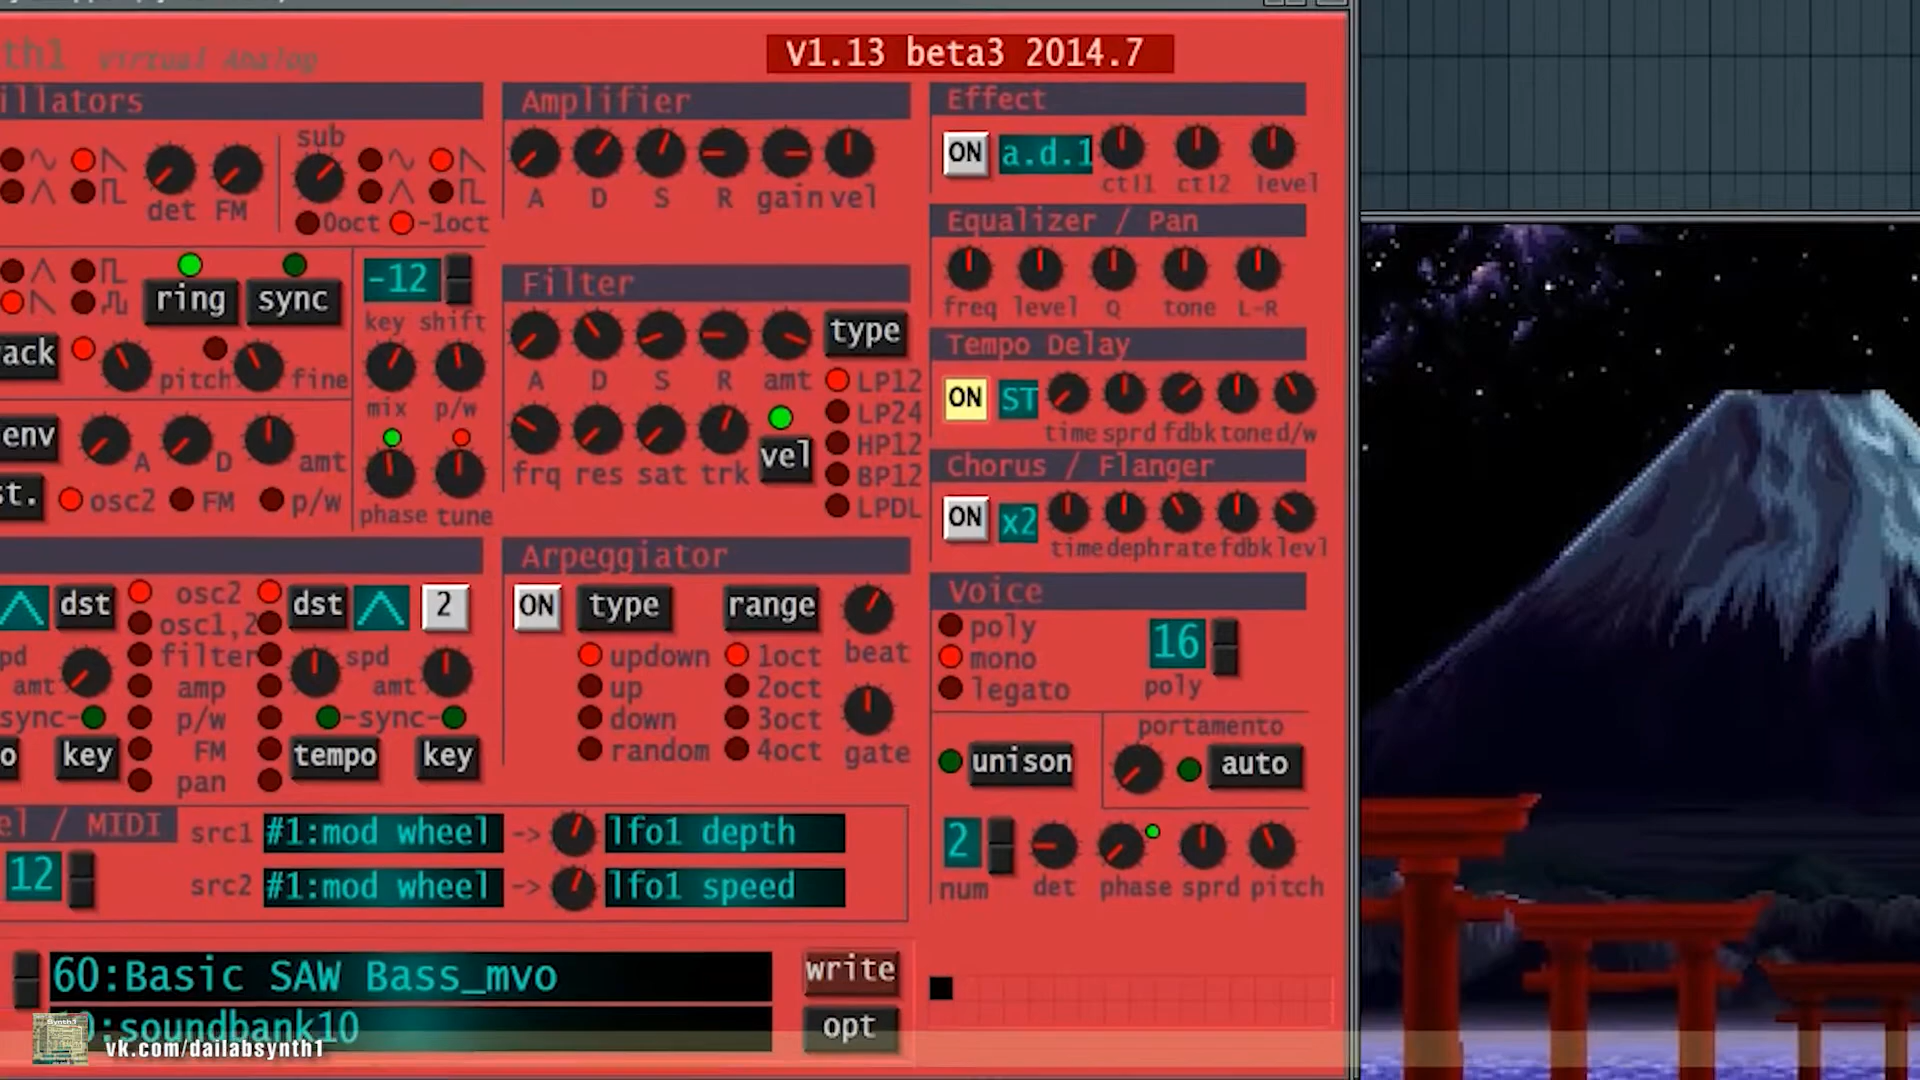 th1 Virtual Analog
V1.13 beta3 2014.7
illators
sub
det FM
0oct -1oct
ring sync
-12
key shift
ack
pitch fine
mix p/w
env
A D amt
st.
osc2 FM p/w
phase tune
Amplifier
A D S R gain vel
Filter
type
A D S R amt
frq res sat trk
vel
LP12
LP24
HP12
BP12
LPDL
Effect
ON a.d.1
ctl1 ctl2 level
Equalizer / Pan
freq level Q tone L-R
Tempo Delay
ON ST
time sprd fdbk toned/w
Chorus / Flanger
ON x2
timedephratefdbklevl
dst
osc2
osc1,2
filter
amp
p/w
FM
pan
dst 2
pd
amt
sync-
o key
spd
amt
-sync-
tempo key
Arpeggiator
ON type range
updown
up
down
random
1oct
2oct
3oct
4oct
beat
gate
Voice
poly
mono
legato
16
poly
unison
portamento
auto
2
num det phase sprd pitch
el / MIDI
12
src1 #1:mod wheel -> lfo1 depth
src2 #1:mod wheel -> lfo1 speed
60:Basic SAW Bass_mvo
write
:soundbank10
opt
vk.com/dailabsynth1